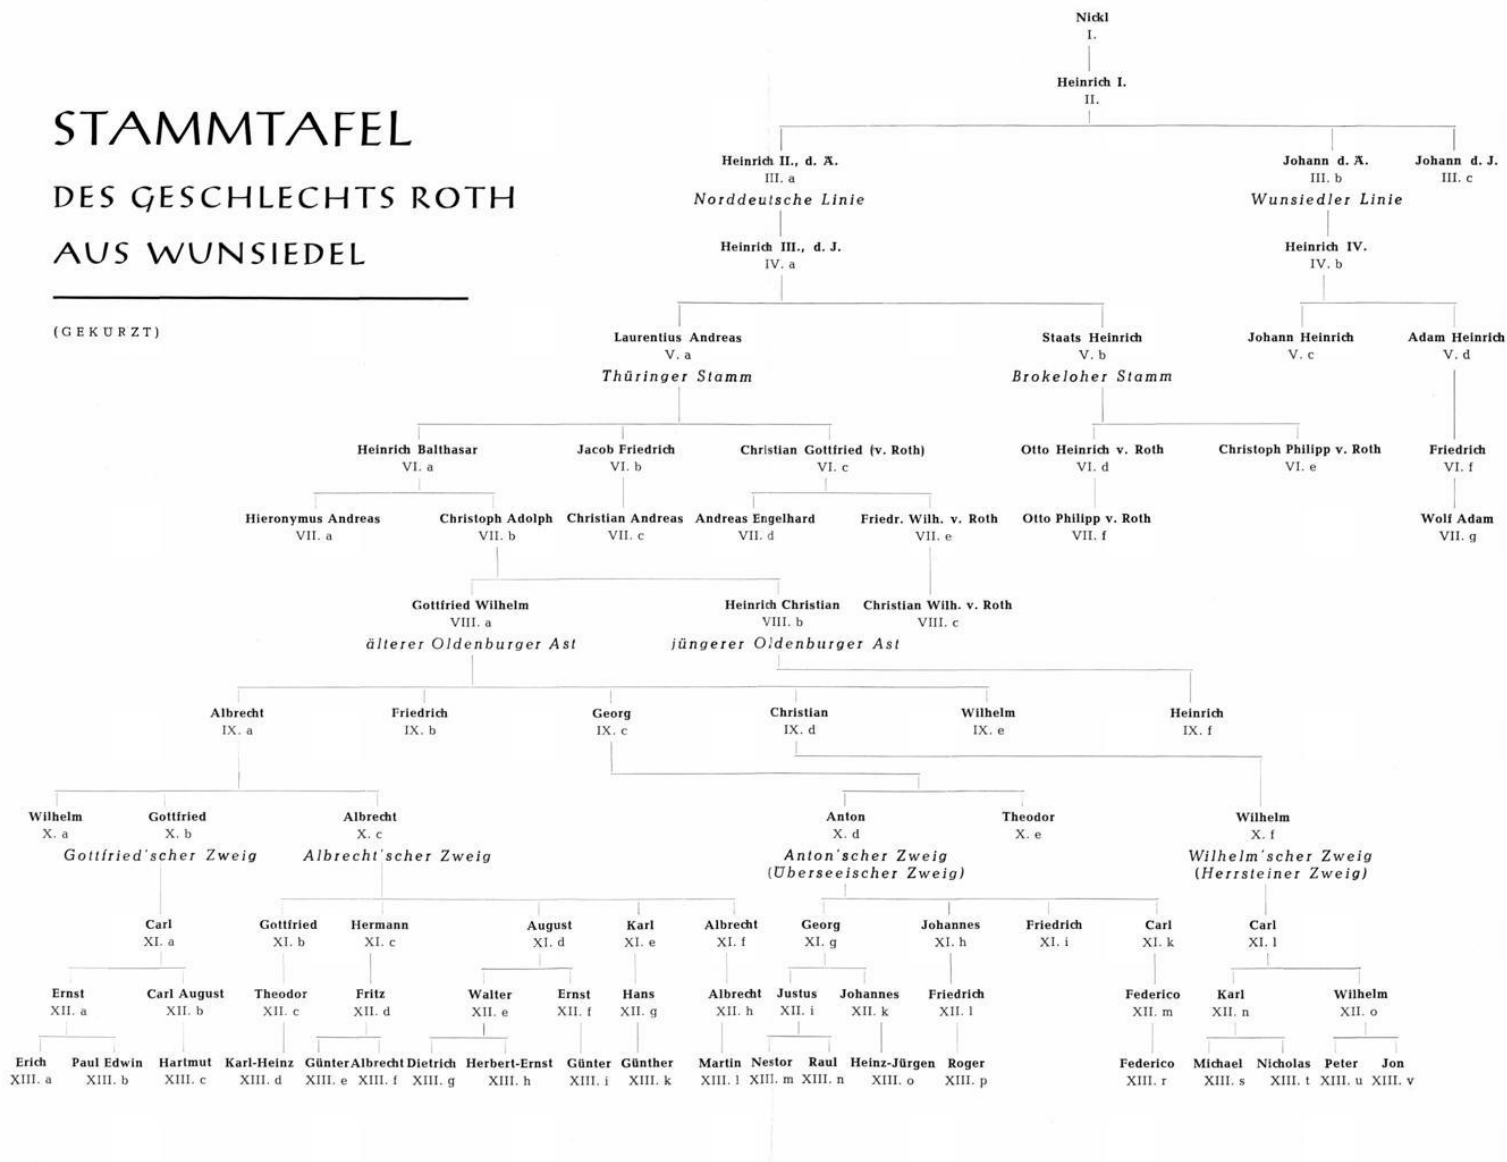 Nickl
I.
Heinrich I.
II.
STAMMTAFEL
DES GESCHLECHTS ROTH
AUS WUNSIEDEL
(GEKÜRZT)
Heinrich II., d. Ä. Johann d. Ä. Johann d. J.
III. a III. b III. c
Norddeutsche Linie Wunsiedler Linie
Heinrich III., d. J. Heinrich IV.
IV. a IV. b
Laurentius Andreas Staats Heinrich Johann Heinrich Adam Heinrich
V. a V. b V. c V. d
Thüringer Stamm Brokeloher Stamm
Heinrich Balthasar Jacob Friedrich Christian Gottfried (v. Roth) Otto Heinrich v. Roth Christoph Philipp v. Roth Friedrich
VI. a VI. b VI. c VI. d VI. e VI. f
Hieronymus Andreas Christoph Adolph Christian Andreas Andreas Engelhard Friedr. Wilh. v. Roth Otto Philipp v. Roth Wolf Adam
VII. a VII. b VII. c VII. d VII. e VII. f VII. g
Gottfried Wilhelm Heinrich Christian Christian Wilh. v. Roth
VIII. a VIII. b VIII. c
älterer Oldenburger Ast jüngerer Oldenburger Ast
Albrecht Friedrich Georg Christian Wilhelm Heinrich
IX. a IX. b IX. c IX. d IX. e IX. f
Wilhelm Gottfried Albrecht Anton Theodor Wilhelm
X. a X. b X. c X. d X. e X. f
Gottfried'scher Zweig Albrecht'scher Zweig Anton'scher Zweig Wilhelm'scher Zweig
(Überseeischer Zweig) (Herrsteiner Zweig)
Carl Gottfried Hermann August Karl Albrecht Georg Johannes Friedrich Carl Carl
XI. a XI. b XI. c XI. d XI. e XI. f XI. g XI. h XI. i XI. k XI. l
Ernst Carl August Theodor Fritz Walter Ernst Hans Albrecht Justus Johannes Friedrich Federico Karl Wilhelm
XII. a XII. b XII. c XII. d XII. e XII. f XII. g XII. h XII. i XII. k XII. l XII. m XII. n XII. o
Erich Paul Edwin Hartmut Karl-Heinz Günter Albrecht Dietrich Herbert-Ernst Günter Günther Martin Nestor Raul Heinz-Jürgen Roger Federico Michael Nicholas Peter Jon
XIII. a XIII. b XIII. c XIII. d XIII. e XIII. f XIII. g XIII. h XIII. i XIII. k XIII. l XIII. m XIII. n XIII. o XIII. p XIII. r XIII. s XIII. t XIII. u XIII. v